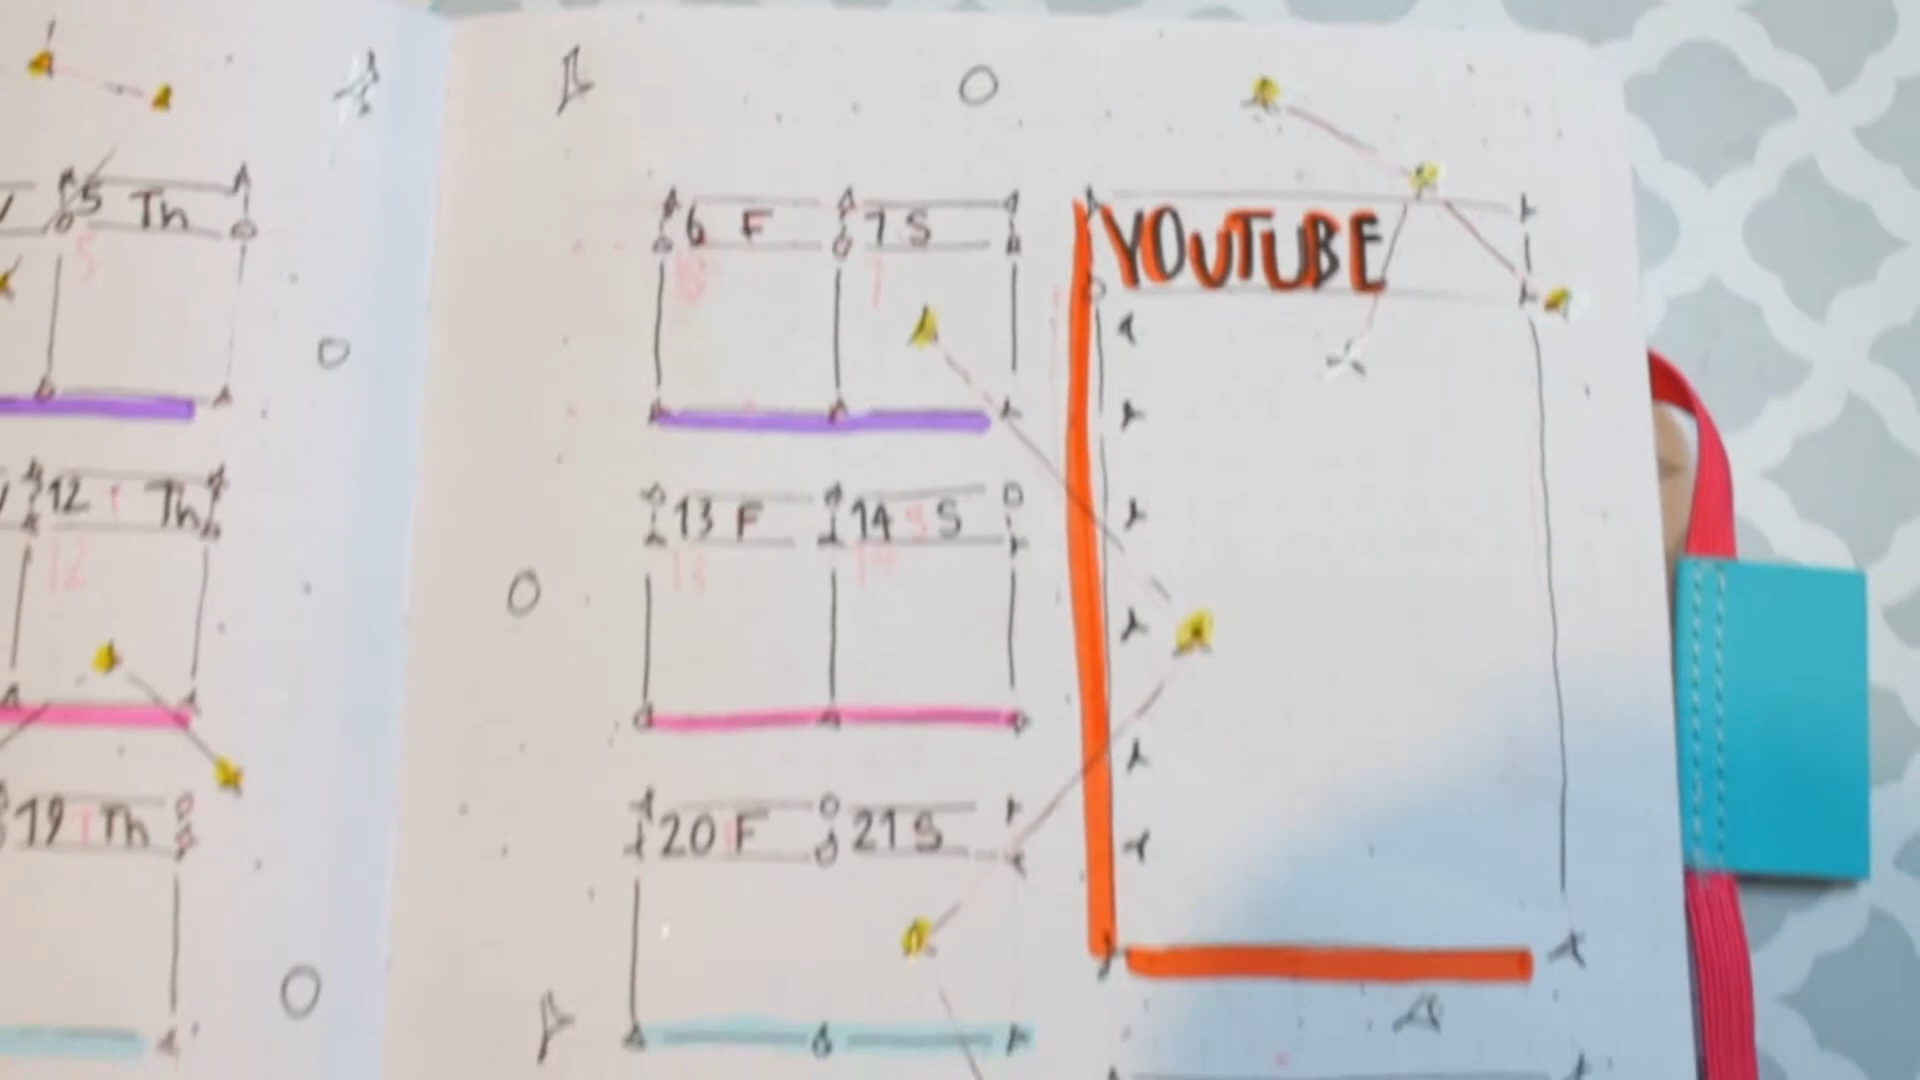 5 Th
6 F
7 S
YOUTUBE
12 Th
13 F
14 S
19 Th
20 F
21 S